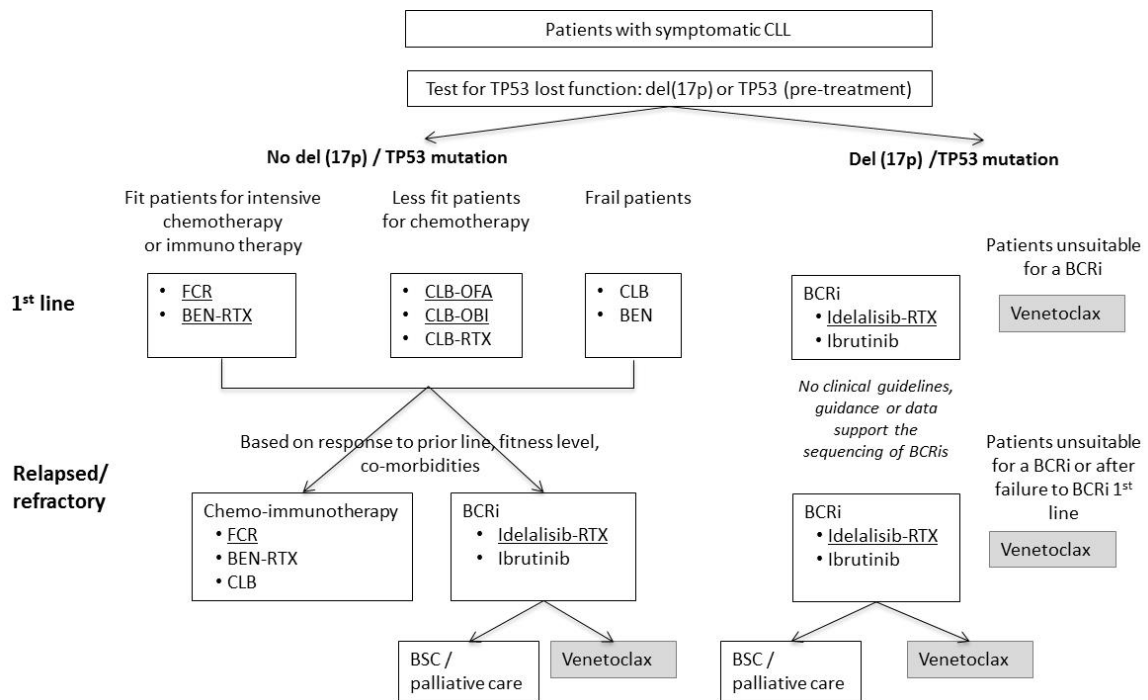 Patients with symptomatic CLL
Test for TP53 lost function: del(17p) or TP53 (pre-treatment)
No del (17p) / TP53 mutation
Del (17p) /TP53 mutation
Fit patients for intensive
chemotherapy
or immuno therapy
Less fit patients
for chemotherapy
Frail patients
Patients unsuitable
for a BCRi
1st line
• FCR
• BEN-RTX
• CLB-OFA
• CLB-OBI
• CLB-RTX
• CLB
• BEN
BCRi
• Idelalisib-RTX
• Ibrutinib
Venetoclax
No clinical guidelines,
guidance or data
support the
sequencing of BCRis
Based on response to prior line, fitness level,
co-morbidities
Patients unsuitable
for a BCRi or after
failure to BCRi 1st
line
Relapsed/
refractory
Chemo-immunotherapy
• FCR
• BEN-RTX
• CLB
BCRi
• Idelalisib-RTX
• Ibrutinib
BCRi
• Idelalisib-RTX
• Ibrutinib
Venetoclax
BSC /
palliative care
Venetoclax
BSC /
palliative care
Venetoclax